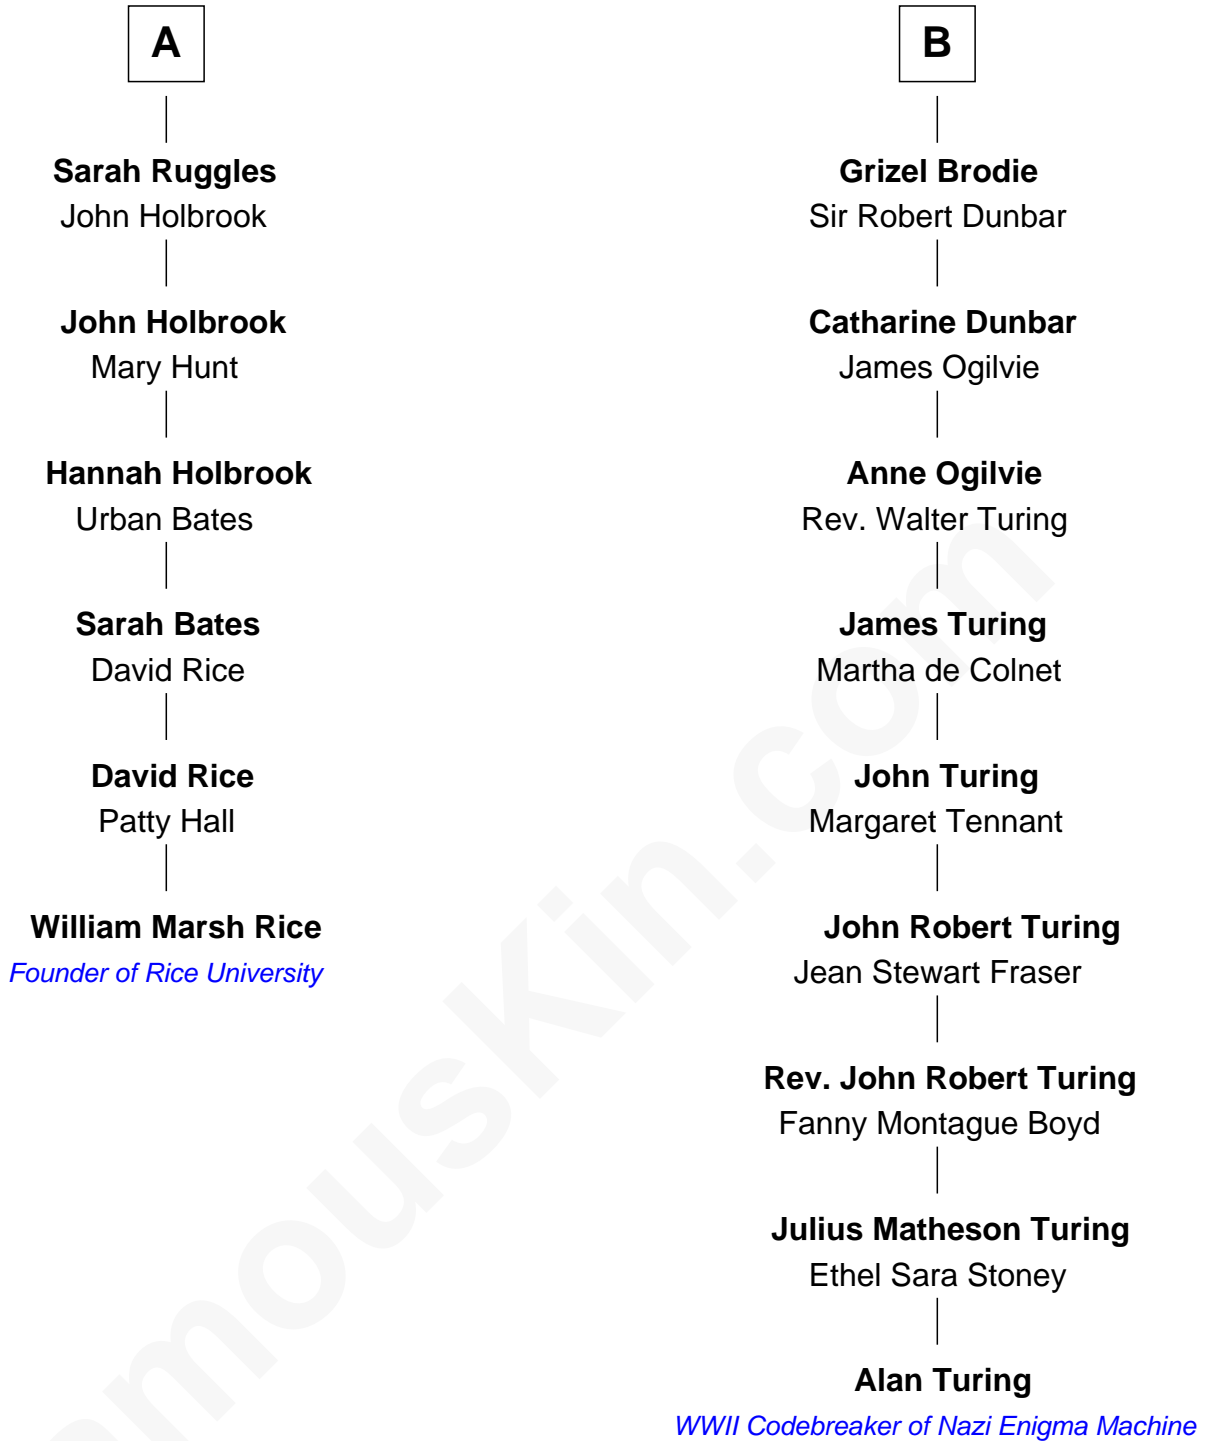 A
Sarah Ruggles
John Holbrook
John Holbrook
Mary Hunt
Hannah Holbrook
Urban Bates
Sarah Bates
David Rice
David Rice
Patty Hall
William Marsh Rice
Founder of Rice University
B
Grizel Brodie
Sir Robert Dunbar
Catharine Dunbar
James Ogilvie
Anne Ogilvie
Rev. Walter Turing
James Turing
Martha de Colnet
John Turing
Margaret Tennant
John Robert Turing
Jean Stewart Fraser
Rev. John Robert Turing
Fanny Montague Boyd
Julius Matheson Turing
Ethel Sara Stoney
Alan Turing
WWII Codebreaker of Nazi Enigma Machine
amousKin.com